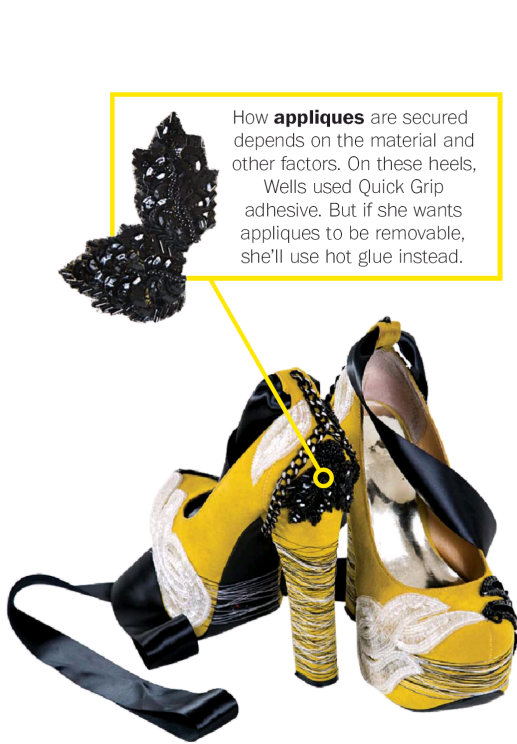 How appliques are secured
depends on the material and
other factors. On these heels,
Wells used Quick Grip
adhesive. But if she wants
appliques to be removable,
she'll use hot glue instead.